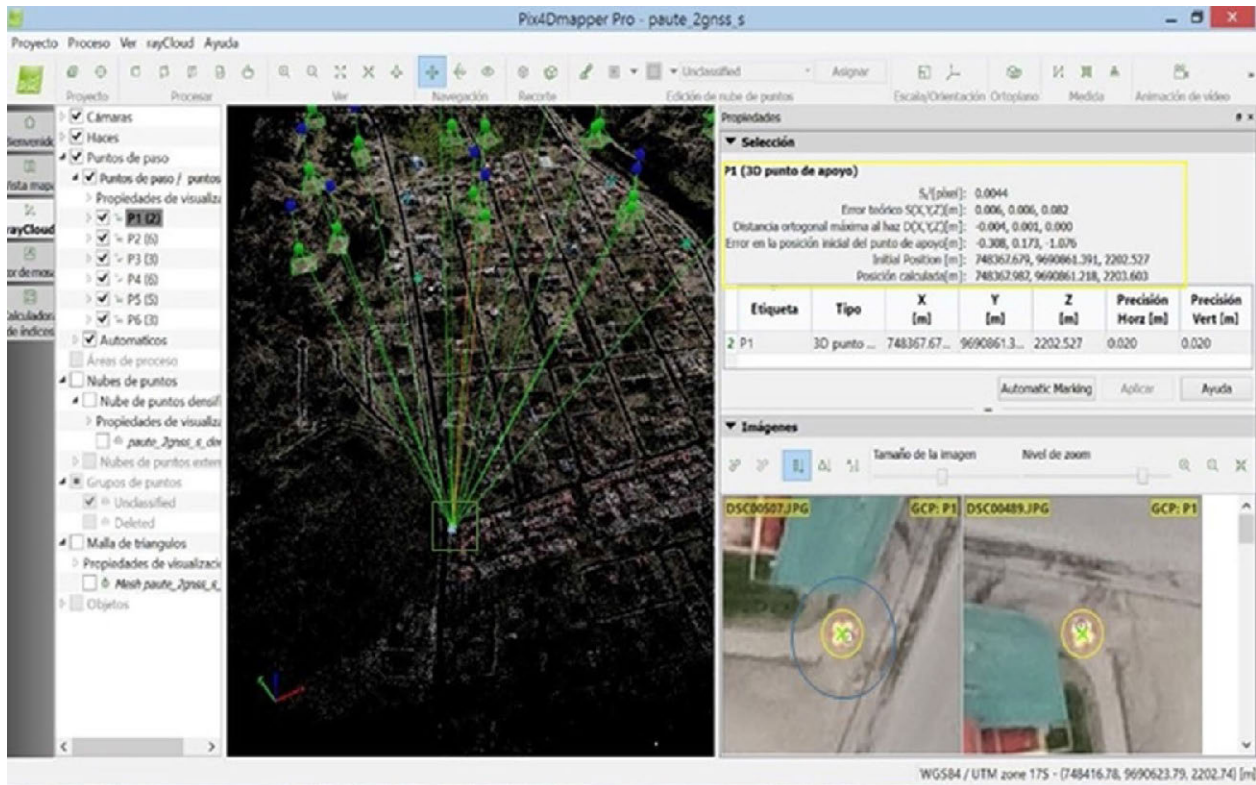 Pix4Dmapper Pro - paute_2gnss_s
Proyecto Proceso Ver rayCloud Ayuda
Unclassified Asignar
Proyecto Procesar Ver Navegación Recorte Edición de nube de puntos Escala/Orientación Ortoplano Medida Animación de vídeo
Cámaras
Haces
Puntos de paso
Puntos de paso / puntos
Propiedades de visualiz
P1 (2)
P2 (6)
P3 (3)
P4 (6)
P5 (5)
P6 (3)
Automaticos
Áreas de proceso
Nubes de puntos
Nube de puntos densif
Propiedades de visualiz
paute_2gnss_s_
Nubes de puntos extern
Grupos de puntos
Unclassified
Deleted
Malla de triangulos
Propiedades de visualizaci
Mesh paute_2gnss_s_
Objetos
rayCloud
de índices
Propiedades
Selección
P1 (3D punto de apoyo)
S₀²[pixel]: 0.0044
Error teórico S(X,Y,Z)[m]: 0.006, 0.006, 0.082
Distancia ortogonal máxima al haz D(X,Y,Z)[m]: -0.004, 0.001, 0.000
Error en la posición inicial del punto de apoyo[m]: -0.308, 0.173, -1.076
Initial Position [m]: 748367.679, 9690861.391, 2202.527
Posición calculada[m]: 748367.987, 9690861.218, 2203.603
Etiqueta Tipo X [m] Y [m] Z [m] Precisión Horz [m] Precisión Vert [m]
2 P1 3D punto ... 748367.67... 9690861.3... 2202.527 0.020 0.020
Automatic Marking Aplicar Ayuda
Imágenes
Tamaño de la imagen Nivel de zoom
DSC00507.JPG GCP: P1 DSC00489.JPG GCP: P1
WGS84 / UTM zone 17S - (748416.78, 9690623.79, 2202.74) [m]